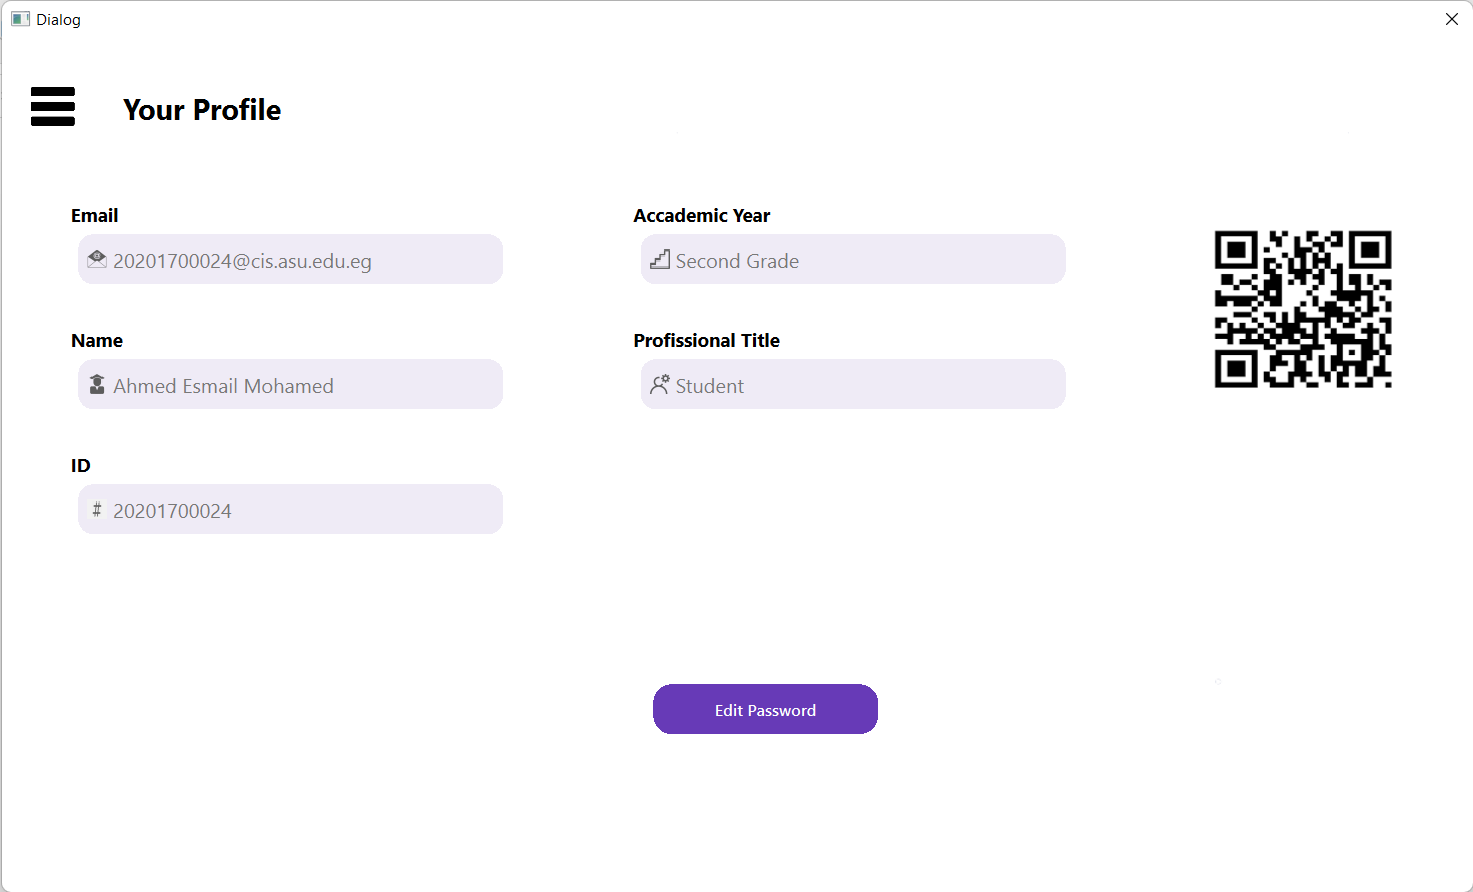 Dialog
Your Profile
Email
20201700024@cis.asu.edu.eg
Accademic Year
Second Grade
Name
Ahmed Esmail Mohamed
Profissional Title
Student
ID
# 20201700024
Edit Password